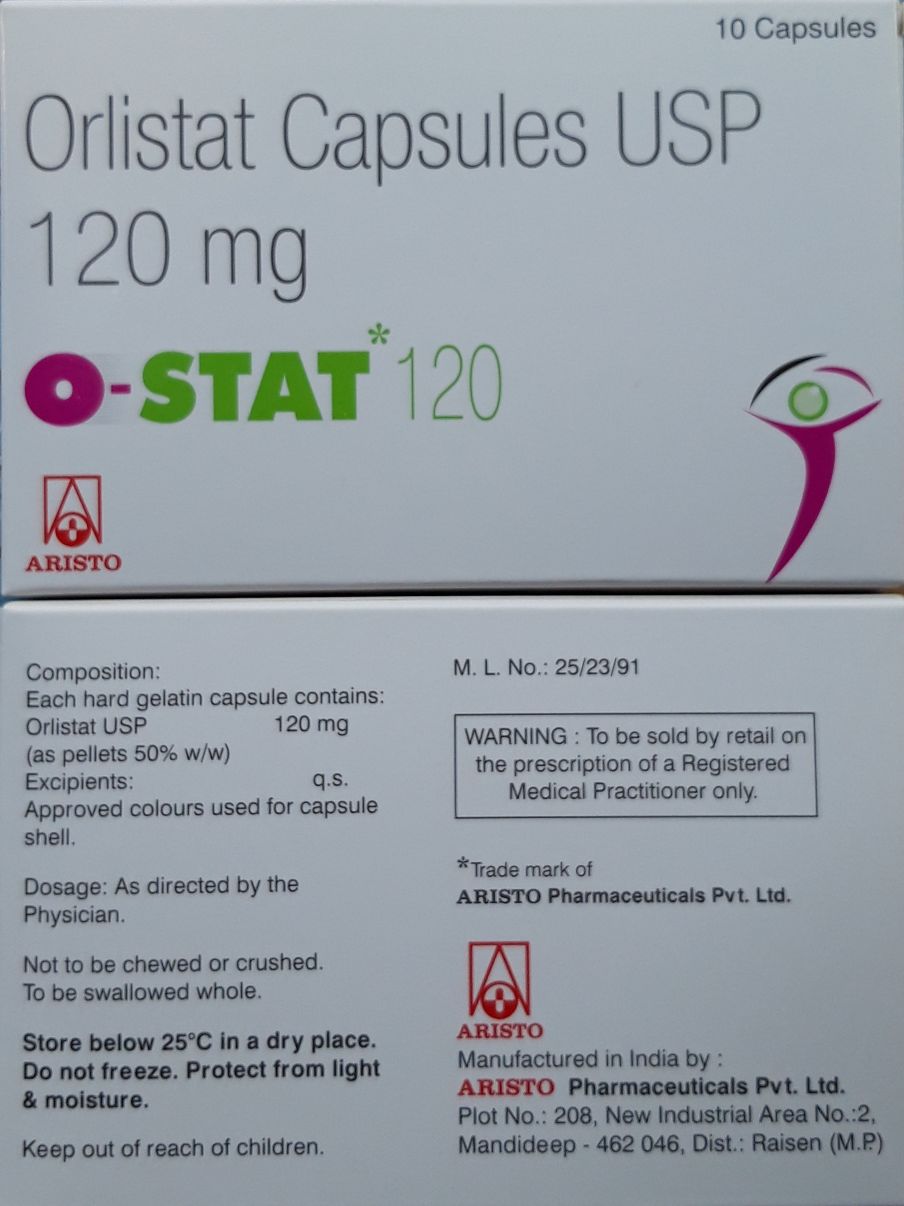 10 Capsules
Orlistat Capsules USP
120 mg
O-STAT* 120
ARISTO
Composition:
Each hard gelatin capsule contains:
Orlistat USP 120 mg
(as pellets 50% w/w)
Excipients: q.s.
Approved colours used for capsule
shell.
Dosage: As directed by the
Physician.
Not to be chewed or crushed.
To be swallowed whole.
Store below 25°C in a dry place.
Do not freeze. Protect from light
& moisture.
Keep out of reach of children.
M. L. No.: 25/23/91
WARNING : To be sold by retail on
the prescription of a Registered
Medical Practitioner only.
*Trade mark of
ARISTO Pharmaceuticals Pvt. Ltd.
ARISTO
Manufactured in India by :
ARISTO Pharmaceuticals Pvt. Ltd.
Plot No.: 208, New Industrial Area No.:2,
Mandideep - 462 046, Dist.: Raisen (M.P.)